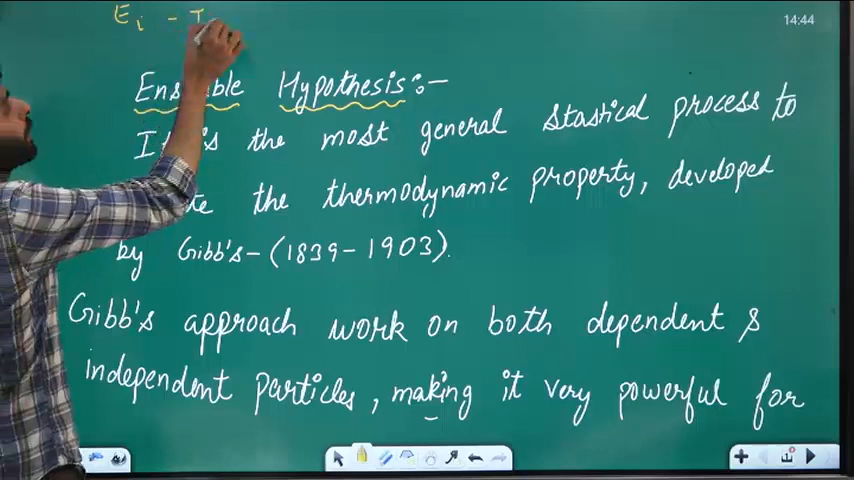 14:44
Ei - I
Hypothesis:-
the most general stastical process to
the thermodynamic property, developed
by Gibb's-(1839-1903).
Gibb's approach work on both dependent &
independent particles, making it very powerful for